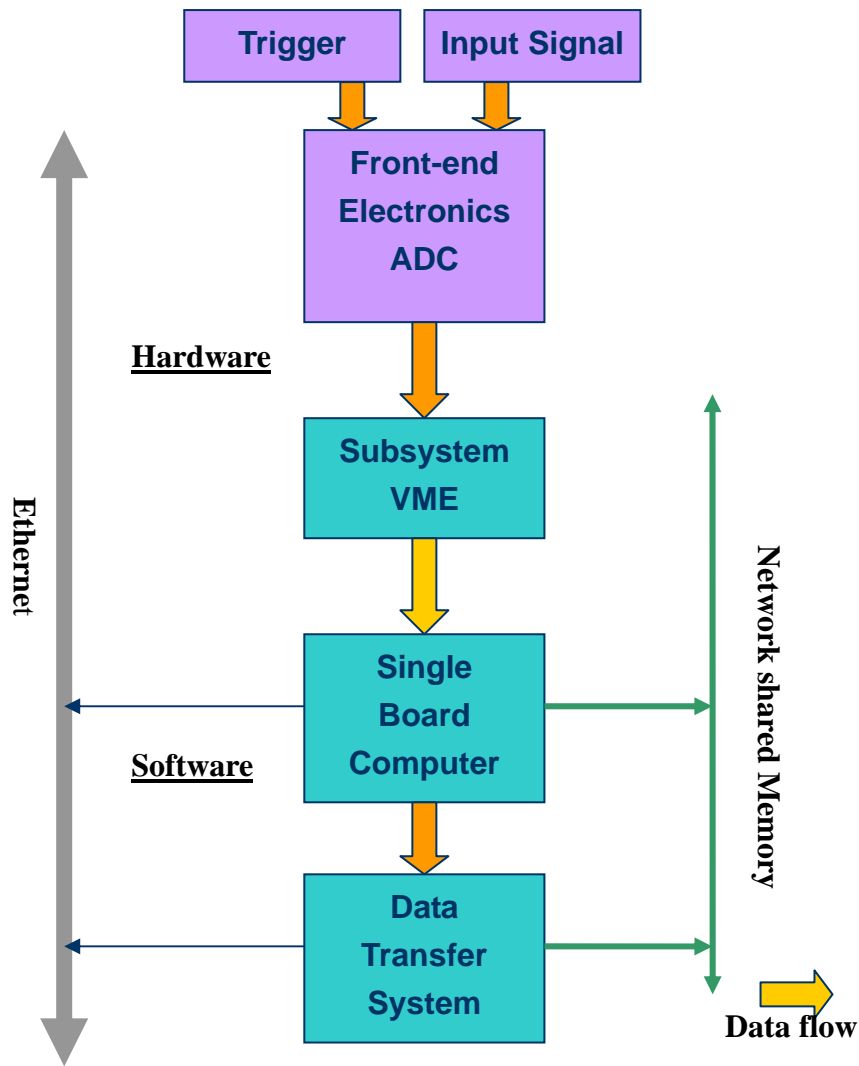 Trigger
Input Signal
Front-end
Electronics
ADC
Hardware
Subsystem
VME
Ethernet
Network shared Memory
Single
Board
Computer
Software
Data
Transfer
System
Data flow